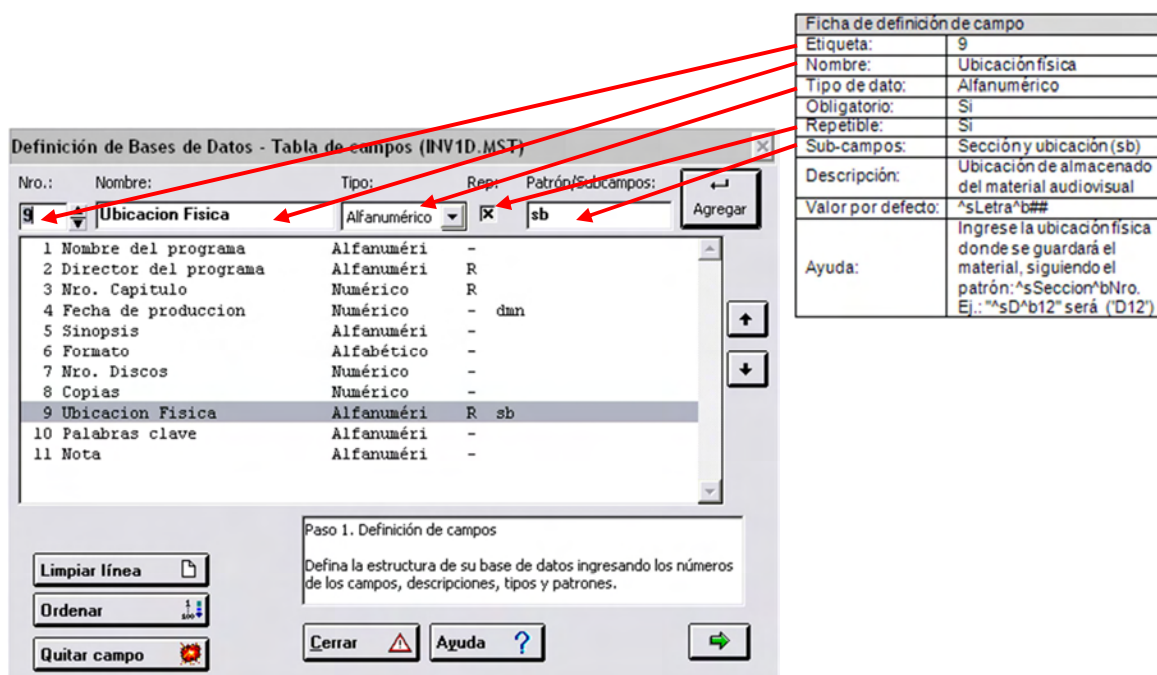 Ficha de definición de campo
Etiqueta: 9
Nombre: Ubicación física
Tipo de dato: Alfanumérico
Obligatorio: Si
Repetible: Si
Sub-campos: Sección y ubicación (sb)
Descripción: Ubicación de almacenado
del material audiovisual
Valor por defecto: ^sLetra^b##
Ayuda: Ingrese la ubicación física
donde se guardará el
material, siguiendo el
patrón: ^sSeccion^bNro.
Ej.: "^sD^b12" será ('D12')
Definición de Bases de Datos - Tabla de campos (INV1D.MST)
Nro.: Nombre: Tipo: Rep: Patrón/Subcampos:
9 Ubicacion Fisica Alfanumérico sb Agregar
1 Nombre del programa Alfanuméri -
2 Director del programa Alfanuméri R
3 Nro. Capitulo Numérico R
4 Fecha de produccion Numérico - dmn
5 Sinopsis Alfanuméri -
6 Formato Alfabético -
7 Nro. Discos Numérico -
8 Copias Numérico -
9 Ubicacion Fisica Alfanuméri R sb
10 Palabras clave Alfanuméri -
11 Nota Alfanuméri -
Paso 1. Definición de campos
Defina la estructura de su base de datos ingresando los números
de los campos, descripciones, tipos y patrones.
Limpiar línea
Ordenar
Quitar campo
Cerrar
Ayuda ?